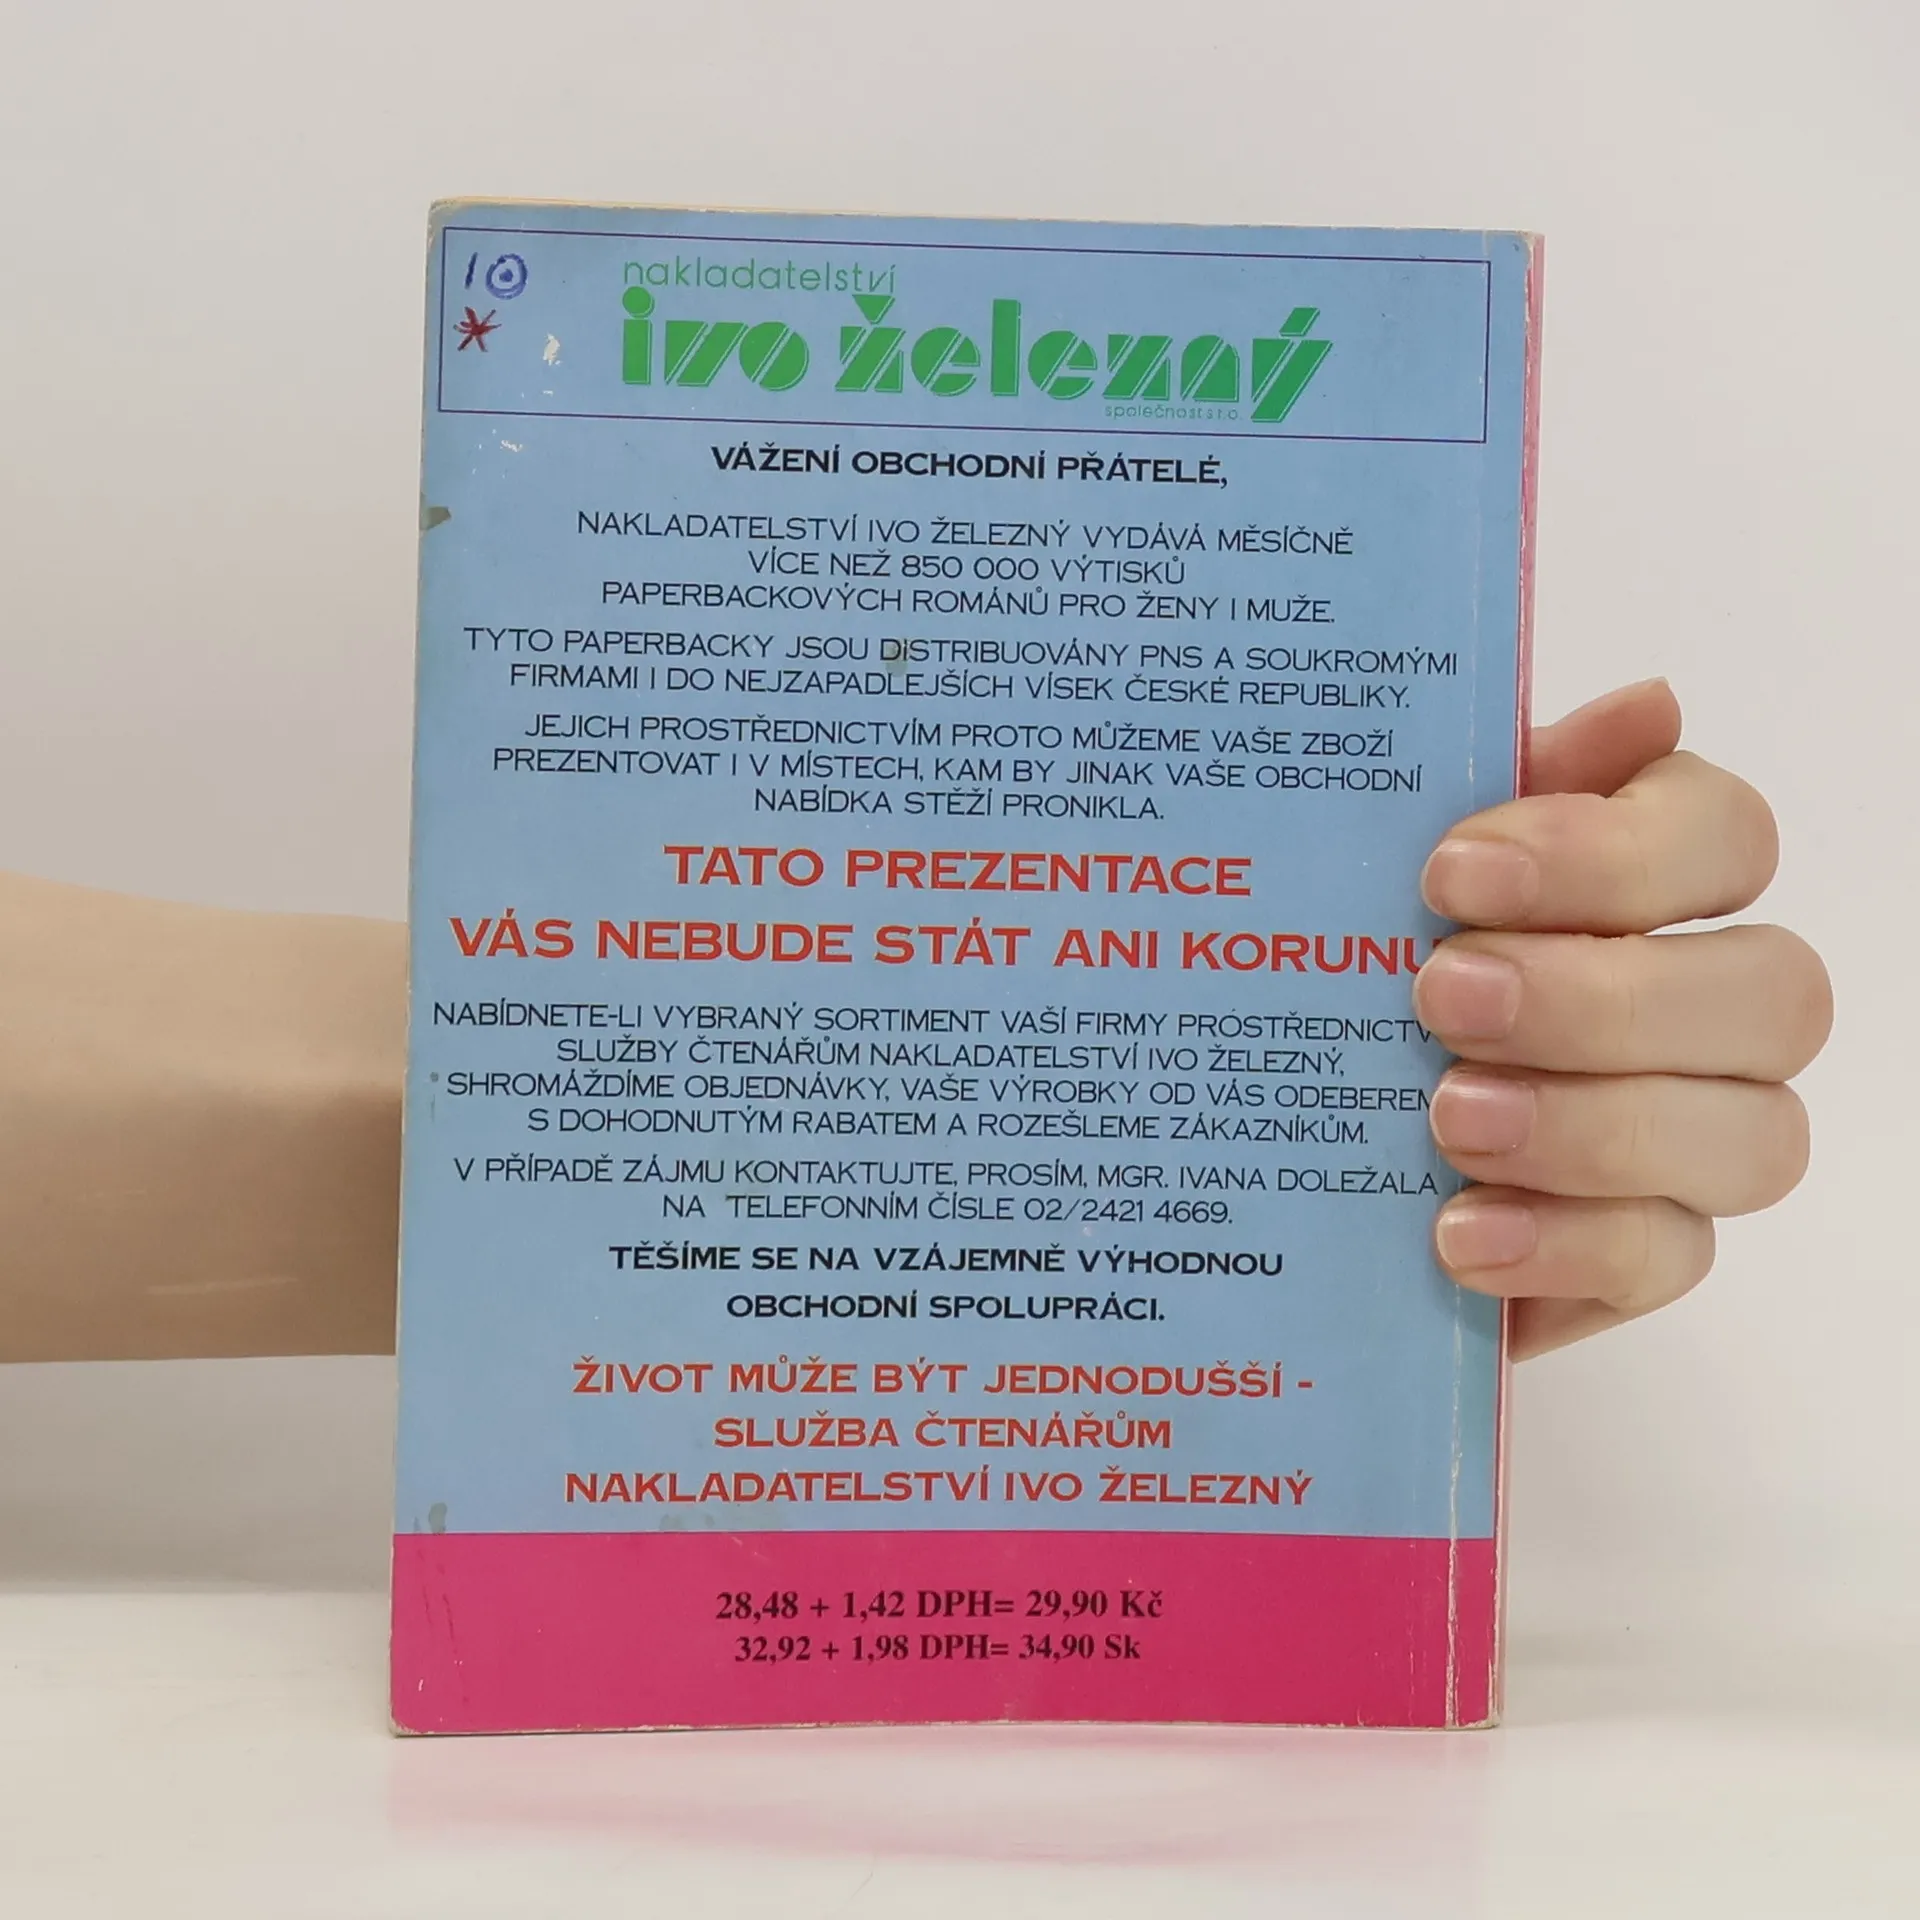 10
*
nakladatelství
ivo železný
společnost s r.o.
VÁŽENÍ OBCHODNÍ PŘÁTELÉ,
NAKLADATELSTVÍ IVO ŽELEZNÝ VYDÁVÁ MĚSÍČNĚ
VÍCE NEŽ 850 000 VÝTISKŮ
PAPERBACKOVÝCH ROMÁNŮ PRO ŽENY I MUŽE.
TYTO PAPERBACKY JSOU DISTRIBUOVÁNY PNS A SOUKROMÝMI
FIRMAMI I DO NEJZAPADLEJŠÍCH VÍSEK ČESKÉ REPUBLIKY.
JEJICH PROSTŘEDNICTVÍM PROTO MŮŽEME VAŠE ZBOŽÍ
PREZENTOVAT I V MÍSTECH, KAM BY JINAK VAŠE OBCHODNÍ
NABÍDKA STĚŽÍ PRONIKLA.
TATO PREZENTACE
VÁS NEBUDE STÁT ANI KORUNU
NABÍDNETE-LI VYBRANÝ SORTIMENT VAŠÍ FIRMY PROSTŘEDNICTV
SLUŽBY ČTENÁŘŮM NAKLADATELSTVÍ IVO ŽELEZNÝ,
SHROMÁŽDÍME OBJEDNÁVKY, VAŠE VÝROBKY OD VÁS ODEBEREM
S DOHODNUTÝM RABATEM A ROZEŠLEME ZÁKAZNÍKŮM.
V PŘÍPADĚ ZÁJMU KONTAKTUJTE, PROSÍM, MGR. IVANA DOLEŽALA
NA TELEFONNÍM ČÍSLE 02/2421 4669.
TĚŠÍME SE NA VZÁJEMNĚ VÝHODNOU
OBCHODNÍ SPOLUPRÁCI.
ŽIVOT MŮŽE BÝT JEDNODUŠŠÍ -
SLUŽBA ČTENÁŘŮM
NAKLADATELSTVÍ IVO ŽELEZNÝ
28,48 + 1,42 DPH= 29,90 Kč
32,92 + 1,98 DPH= 34,90 Sk